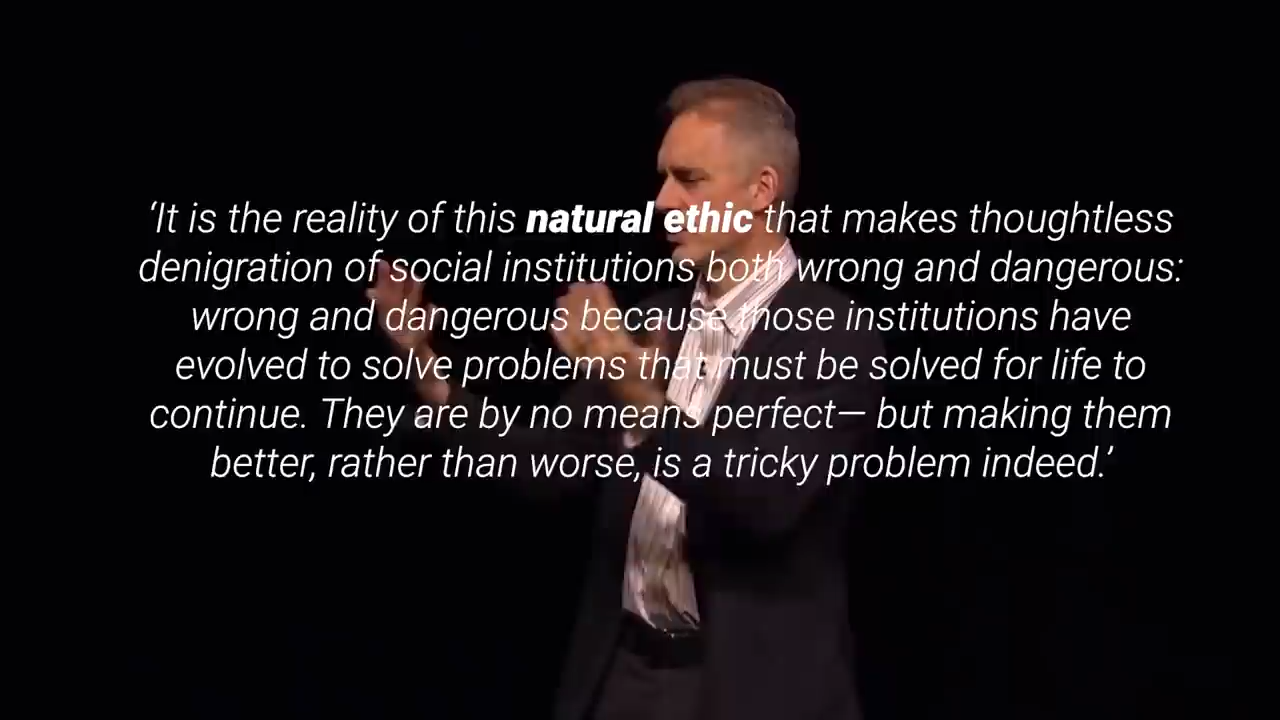 ‘It is the reality of this natural ethic that makes thoughtless
denigration of social institutions both wrong and dangerous:
wrong and dangerous because those institutions have
evolved to solve problems that must be solved for life to
continue. They are by no means perfect— but making them
better, rather than worse, is a tricky problem indeed.’